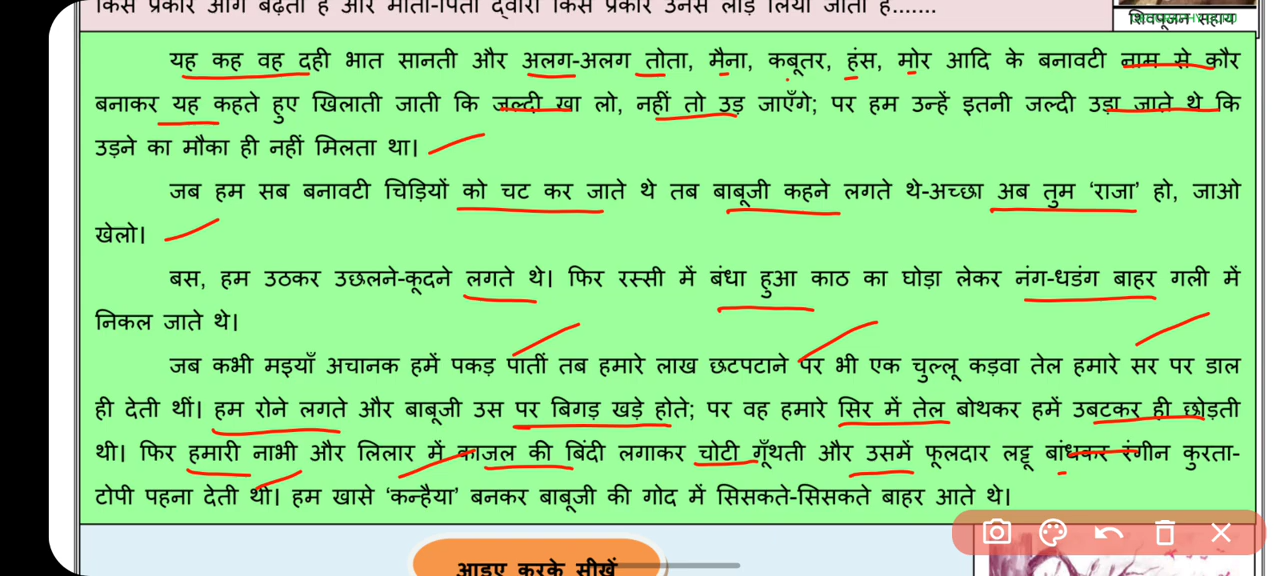 किस प्रकार आगे बढ़ता है और माता-पिता द्वारा किस प्रकार उनसे लाड़ लिया जाता है.......
शिवपूजन सहाय
यह कह वह दही भात सानती और अलग-अलग तोता, मैना, कबूतर, हंस, मोर आदि के बनावटी नाम से कौर
बनाकर यह कहते हुए खिलाती जाती कि जल्दी खा लो, नहीं तो उड़ जाएँगे; पर हम उन्हें इतनी जल्दी उड़ा जाते थे कि
उड़ने का मौका ही नहीं मिलता था।
जब हम सब बनावटी चिड़ियों को चट कर जाते थे तब बाबूजी कहने लगते थे-अच्छा अब तुम ‘राजा’ हो, जाओ
खेलो।
बस, हम उठकर उछलने-कूदने लगते थे। फिर रस्सी में बंधा हुआ काठ का घोड़ा लेकर नंग-धडंग बाहर गली में
निकल जाते थे।
जब कभी मइयाँ अचानक हमें पकड़ पातीं तब हमारे लाख छटपटाने पर भी एक चुल्लू कड़वा तेल हमारे सर पर डाल
ही देती थीं। हम रोने लगते और बाबूजी उस पर बिगड़ खड़े होते; पर वह हमारे सिर में तेल बोथकर हमें उबटकर ही छोड़ती
थी। फिर हमारी नाभी और लिलार में काजल की बिंदी लगाकर चोटी गूँथती और उसमें फूलदार लट्टू बांधकर रंगीन कुरता-
टोपी पहना देती थी। हम खासे ‘कन्हैया’ बनकर बाबूजी की गोद में सिसकते-सिसकते बाहर आते थे।
आइए करके सीखें